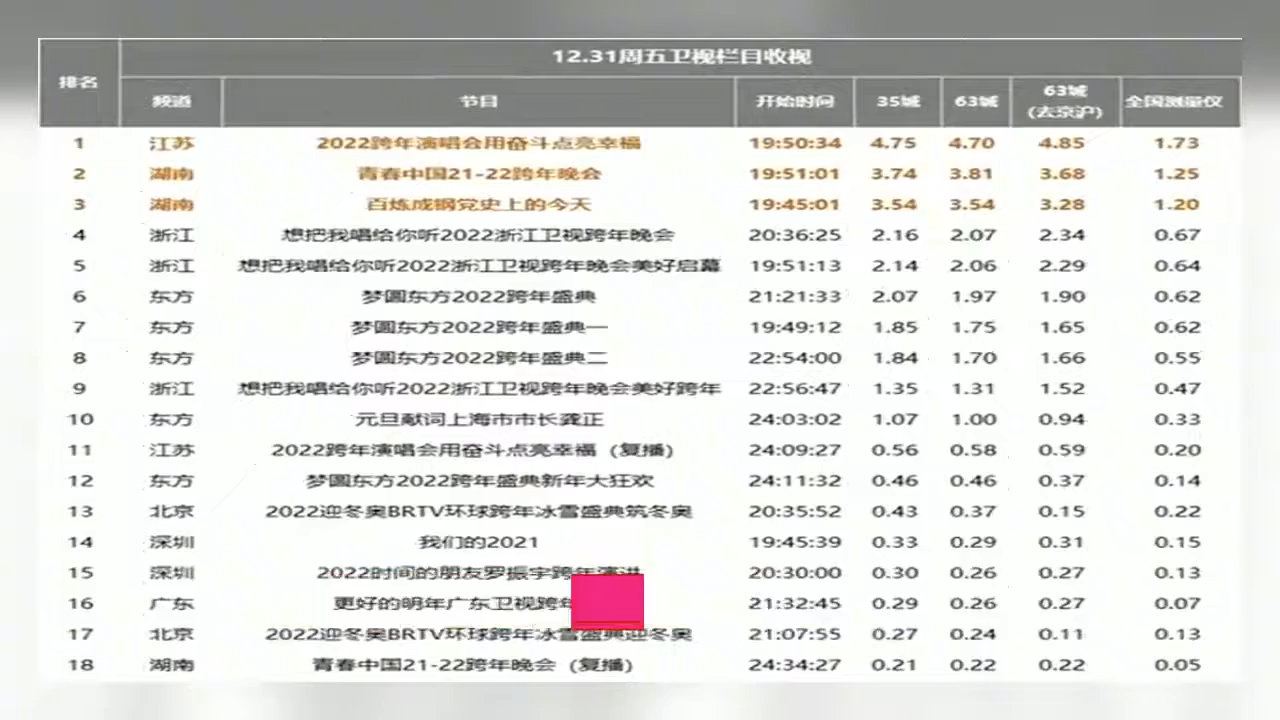 12.31周五卫视栏目收视
排名 频道 节目 开始时间 35城 63城 63城(去京沪) 全国测量仪
1 江苏 2022跨年演唱会用奋斗点亮幸福 19:50:34 4.75 4.70 4.85 1.73
2 湖南 青春中国21-22跨年晚会 19:51:01 3.74 3.81 3.68 1.25
3 湖南 百炼成钢党史上的今天 19:45:01 3.54 3.54 3.28 1.20
4 浙江 想把我唱给你听2022浙江卫视跨年晚会 20:36:25 2.16 2.07 2.34 0.67
5 浙江 想把我唱给你听2022浙江卫视跨年晚会美好启幕 19:51:13 2.14 2.06 2.29 0.64
6 东方 梦圆东方2022跨年盛典 21:21:33 2.07 1.97 1.90 0.62
7 东方 梦圆东方2022跨年盛典一 19:49:12 1.85 1.75 1.65 0.62
8 东方 梦圆东方2022跨年盛典二 22:54:00 1.84 1.70 1.66 0.55
9 浙江 想把我唱给你听2022浙江卫视跨年晚会美好跨年 22:56:47 1.35 1.31 1.52 0.47
10 东方 元旦献词上海市市长龚正 24:03:02 1.07 1.00 0.94 0.33
11 江苏 2022跨年演唱会用奋斗点亮幸福（复播） 24:09:27 0.56 0.58 0.59 0.20
12 东方 梦圆东方2022跨年盛典新年大狂欢 24:11:32 0.46 0.46 0.37 0.14
13 北京 2022迎冬奥BRTV环球跨年冰雪盛典筑冬奥 20:35:52 0.43 0.37 0.15 0.22
14 深圳 我们的2021 19:45:39 0.33 0.29 0.31 0.15
15 深圳 2022时间的朋友罗振宇跨年演讲 20:30:00 0.30 0.26 0.27 0.13
16 广东 更好的明年广东卫视跨 21:32:45 0.29 0.26 0.27 0.07
17 北京 2022迎冬奥BRTV环球跨年冰雪盛典迎冬奥 21:07:55 0.27 0.24 0.11 0.13
18 湖南 青春中国21-22跨年晚会（复播） 24:34:27 0.21 0.22 0.22 0.05